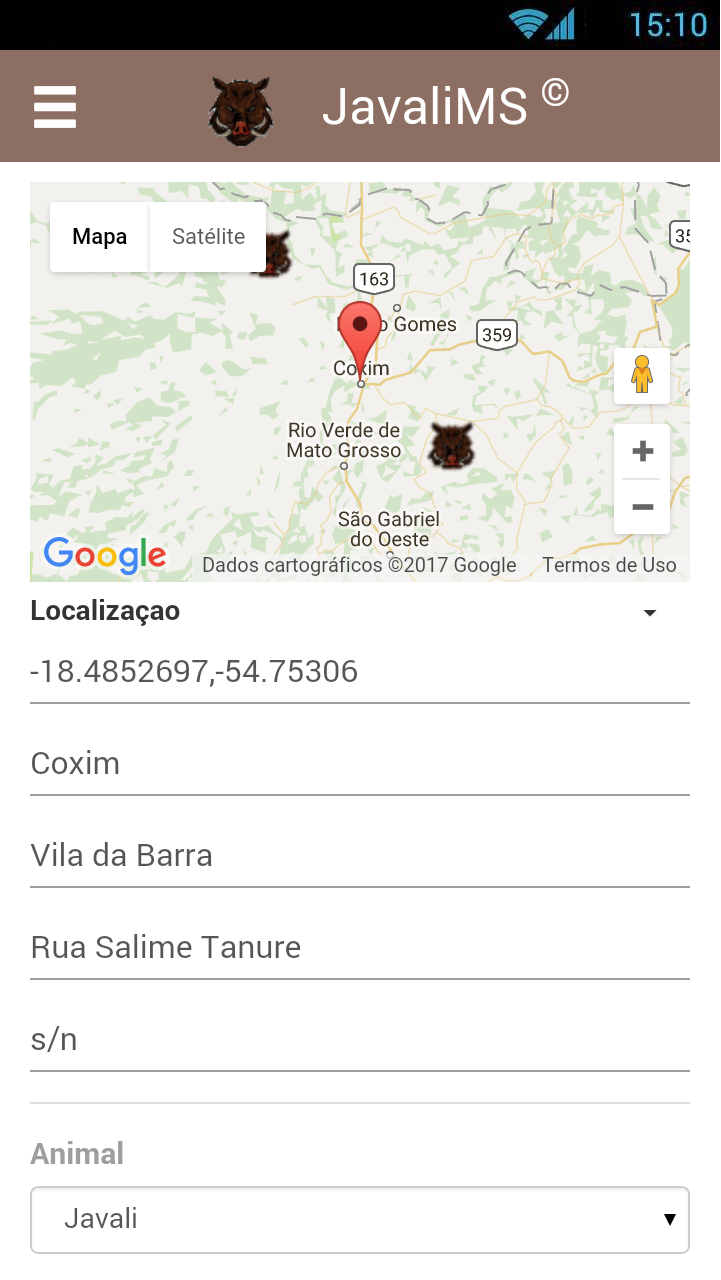 15:10
JavaliMS ©
Mapa Satélite
35
163
Gomes
359
Coxim
Rio Verde de
Mato Grosso
São Gabriel
do Oeste
Google
Dados cartográficos ©2017 Google Termos de Uso
Localizaçao
-18.4852697,-54.75306
Coxim
Vila da Barra
Rua Salime Tanure
s/n
Animal
Javali